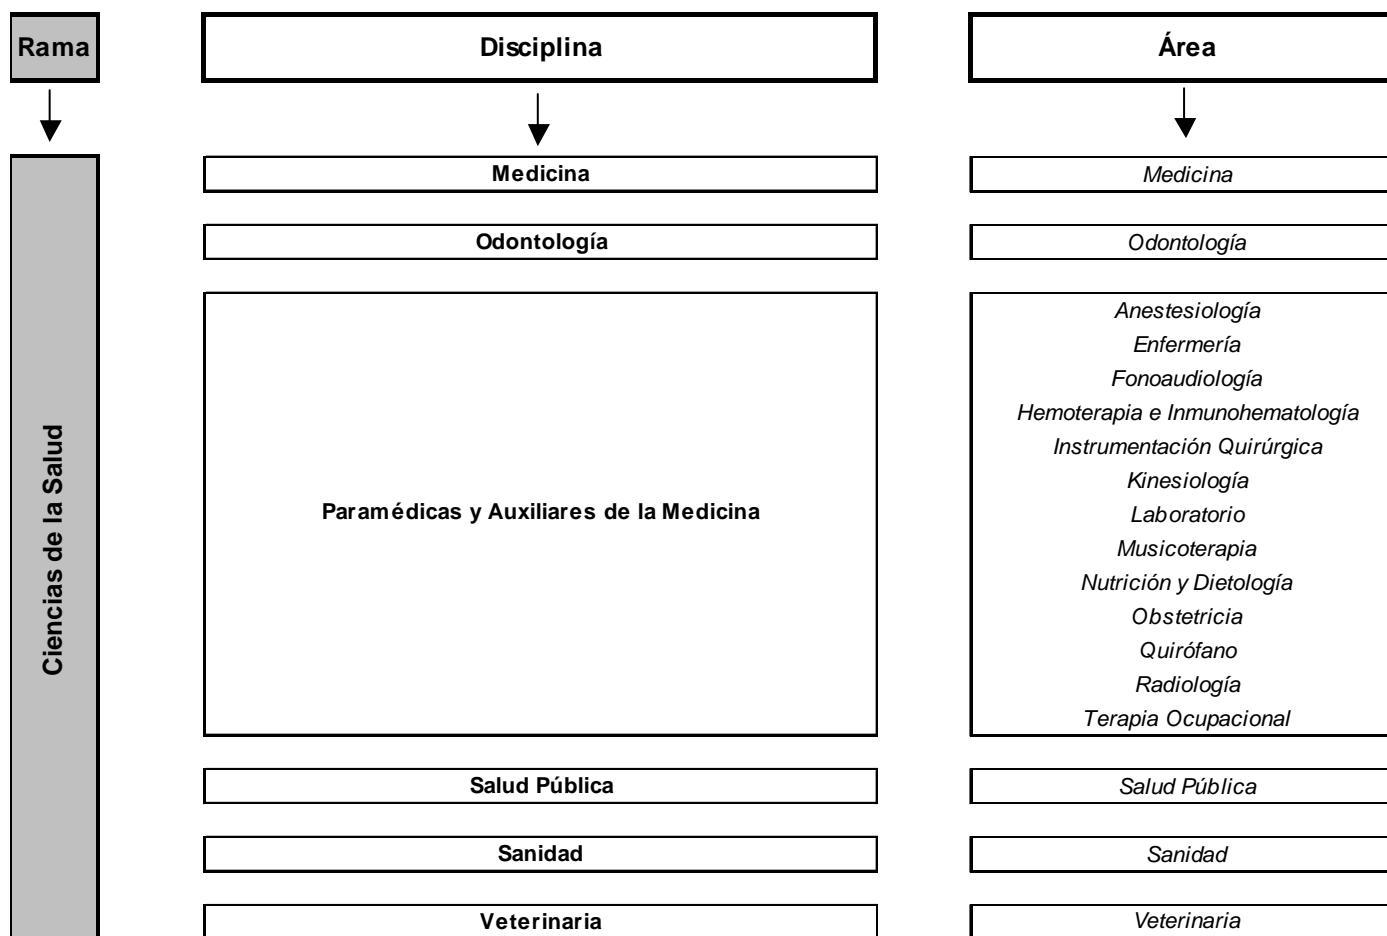 Rama
Disciplina
Área
Ciencias de la Salud
Medicina
Medicina
Odontología
Odontología
Paramédicas y Auxiliares de la Medicina
Anestesiología
Enfermería
Fonoaudiología
Hemoterapia e Inmunohematología
Instrumentación Quirúrgica
Kinesiología
Laboratorio
Musicoterapia
Nutrición y Dietología
Obstetricia
Quirófano
Radiología
Terapia Ocupacional
Salud Pública
Salud Pública
Sanidad
Sanidad
Veterinaria
Veterinaria